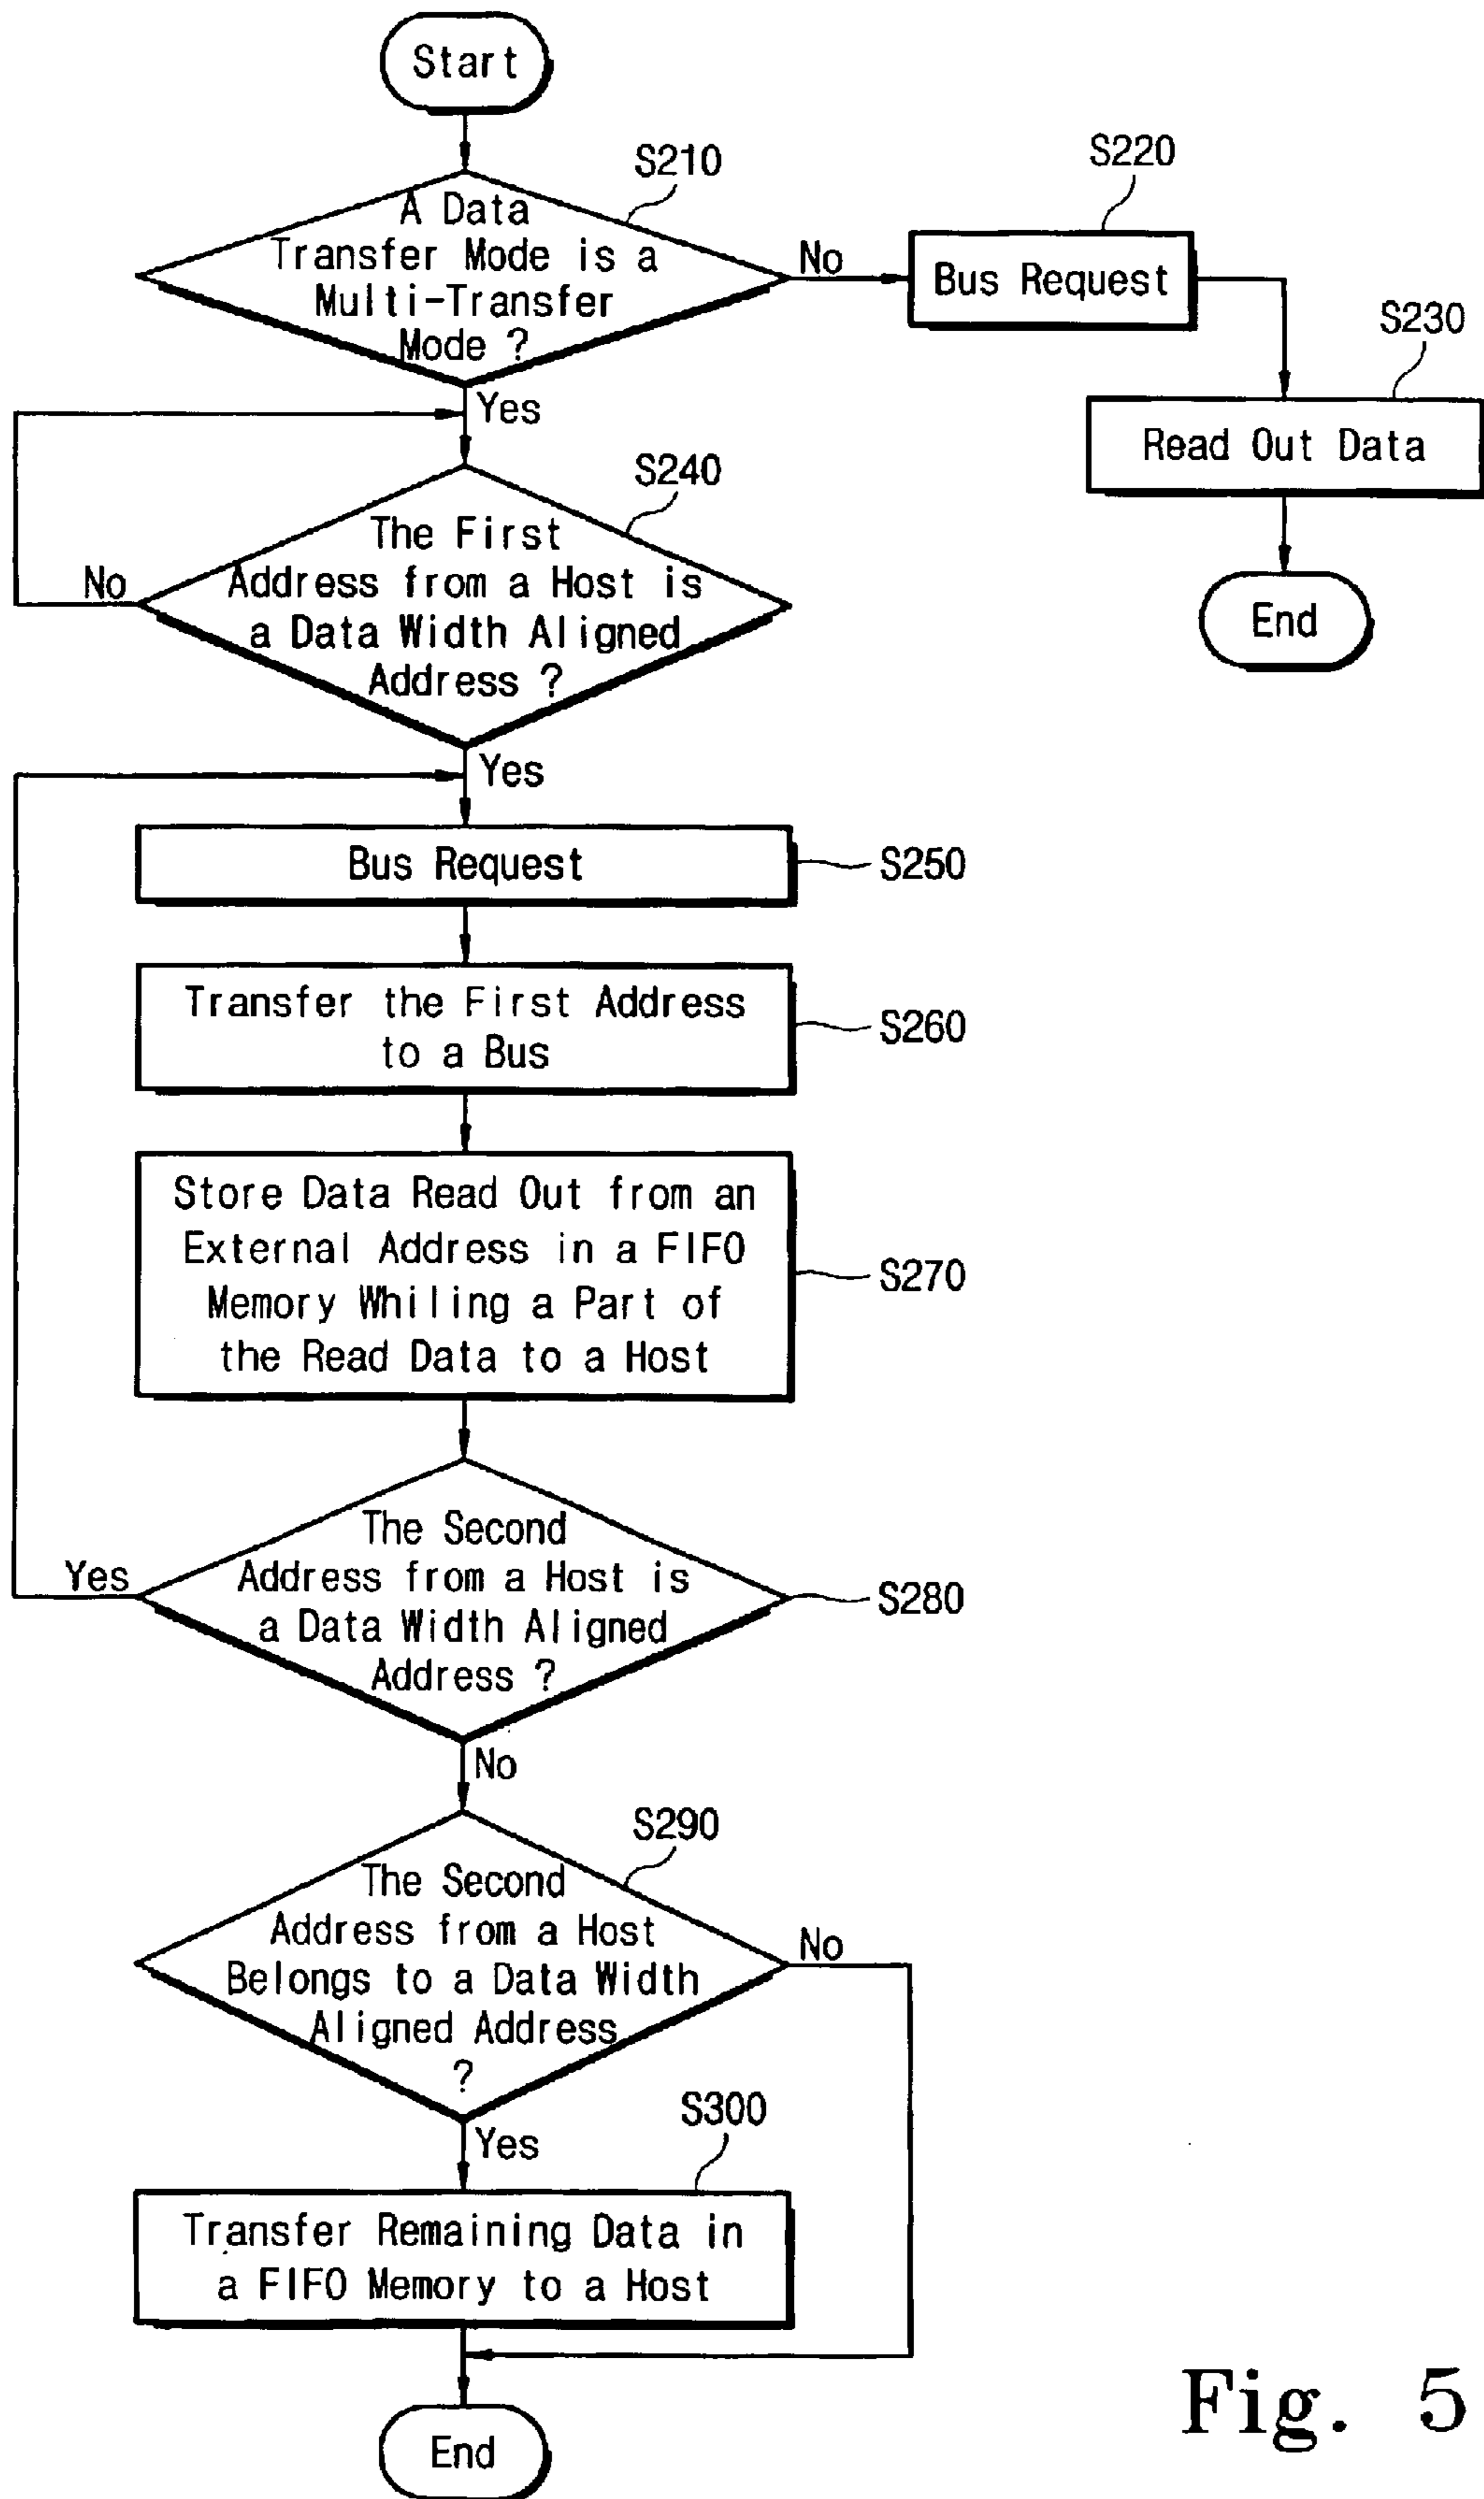 Start
S210
A Data
Transfer Mode is a
Multi-Transfer
Mode ?
No
S220
Bus Request
S230
Read Out Data
End
Yes
S240
The First
Address from a Host is
a Data Width Aligned
Address ?
No
Yes
Bus Request
S250
Transfer the First Address
to a Bus
S260
Store Data Read Out from an
External Address in a FIFO
Memory Whiling a Part of
the Read Data to a Host
S270
The Second
Address from a Host is
a Data Width Aligned
Address ?
Yes
S280
No
S290
The Second
Address from a Host
Belongs to a Data Width
Aligned Address
?
No
Yes
S300
Transfer Remaining Data in
a FIFO Memory to a Host
End
Fig. 5